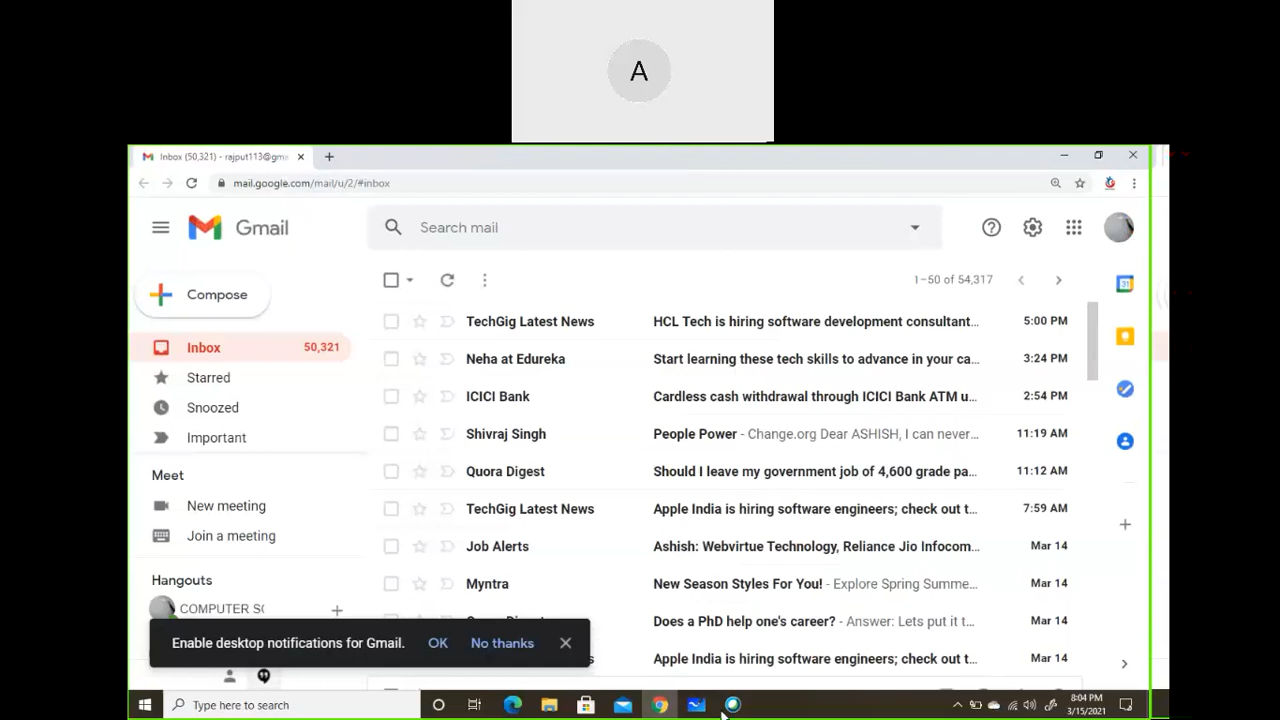 A
Inbox (50,321) - rajput113@gm
mail.google.com/mail/u/2/#inbox
Gmail
Search mail
Compose
1–50 of 54,317
31
Inbox 50,321
Starred
Snoozed
Important
Meet
New meeting
Join a meeting
Hangouts
COMPUTER SC
TechGig Latest News HCL Tech is hiring software development consultant… 5:00 PM
Neha at Edureka Start learning these tech skills to advance in your ca… 3:24 PM
ICICI Bank Cardless cash withdrawal through ICICI Bank ATM u… 2:54 PM
Shivraj Singh People Power - Change.org Dear ASHISH, I can never… 11:19 AM
Quora Digest Should I leave my government job of 4,600 grade pa… 11:12 AM
TechGig Latest News Apple India is hiring software engineers; check out t… 7:59 AM
Job Alerts Ashish: Webvirtue Technology, Reliance Jio Infocom… Mar 14
Myntra New Season Styles For You! - Explore Spring Summe… Mar 14
Does a PhD help one's career? - Answer: Lets put it t… Mar 14
Apple India is hiring software engineers; check out t… Mar 14
Enable desktop notifications for Gmail. OK No thanks
Type here to search
8:04 PM
3/15/2021